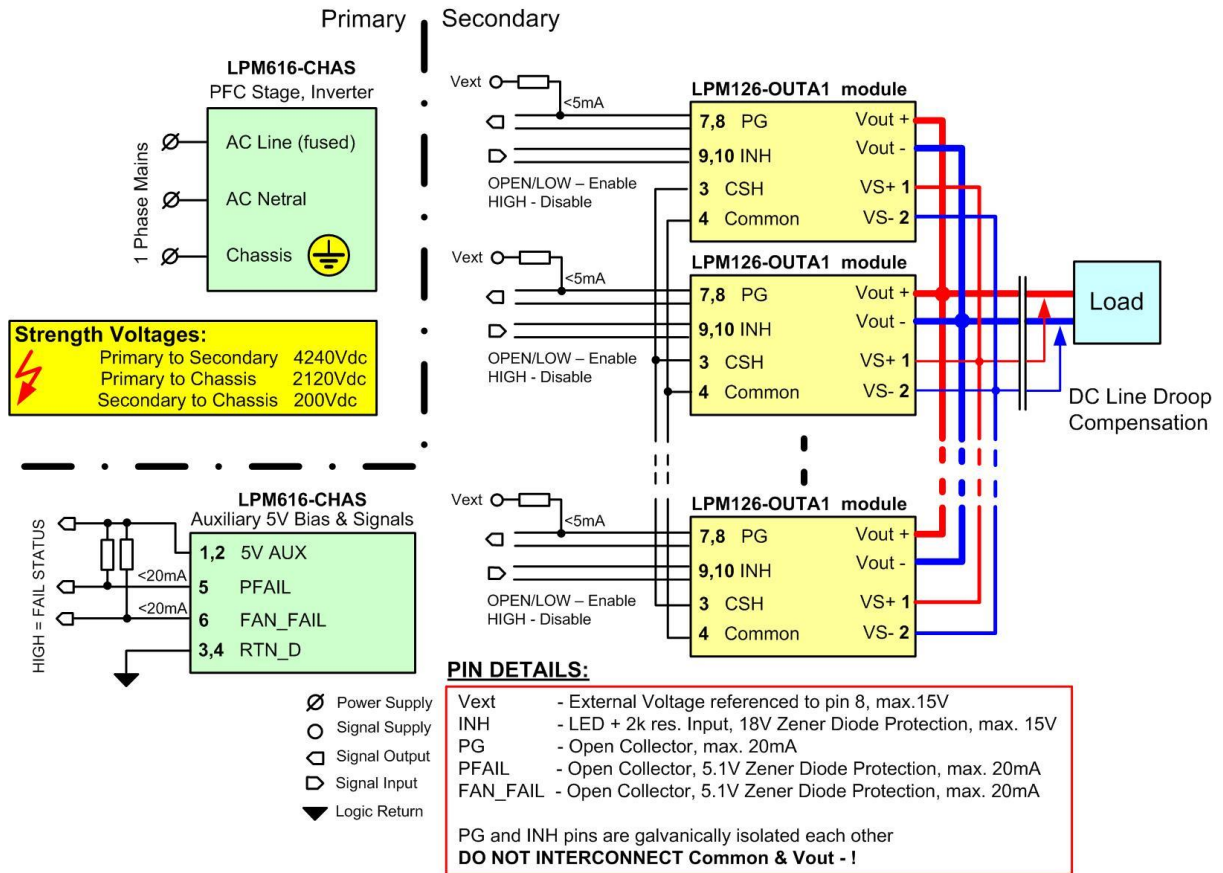 Primary
Secondary
LPM616-CHAS
PFC Stage, Inverter
1 Phase Mains
AC Line (fused)
AC Netral
Chassis
Strength Voltages:
Primary to Secondary 4240Vdc
Primary to Chassis 2120Vdc
Secondary to Chassis 200Vdc
Vext
<5mA
OPEN/LOW – Enable
HIGH - Disable
LPM126-OUTA1 module
7,8 PG Vout +
9,10 INH Vout -
3 CSH VS+ 1
4 Common VS- 2
Vext
<5mA
OPEN/LOW – Enable
HIGH - Disable
LPM126-OUTA1 module
7,8 PG Vout +
9,10 INH Vout -
3 CSH VS+ 1
4 Common VS- 2
Load
DC Line Droop
Compensation
Vext
<5mA
OPEN/LOW – Enable
HIGH - Disable
LPM126-OUTA1 module
7,8 PG Vout +
9,10 INH Vout -
3 CSH VS+ 1
4 Common VS- 2
LPM616-CHAS
Auxiliary 5V Bias & Signals
HIGH = FAIL STATUS
1,2 5V AUX
<20mA
5 PFAIL
<20mA
6 FAN_FAIL
3,4 RTN_D
Power Supply
Signal Supply
Signal Output
Signal Input
Logic Return
PIN DETAILS:
Vext - External Voltage referenced to pin 8, max.15V
INH - LED + 2k res. Input, 18V Zener Diode Protection, max. 15V
PG - Open Collector, max. 20mA
PFAIL - Open Collector, 5.1V Zener Diode Protection, max. 20mA
FAN_FAIL - Open Collector, 5.1V Zener Diode Protection, max. 20mA
PG and INH pins are galvanically isolated each other
DO NOT INTERCONNECT Common & Vout - !